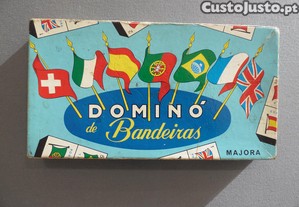 CustoJusto.pt
DOMINÓ
de Bandeiras
MAJORA